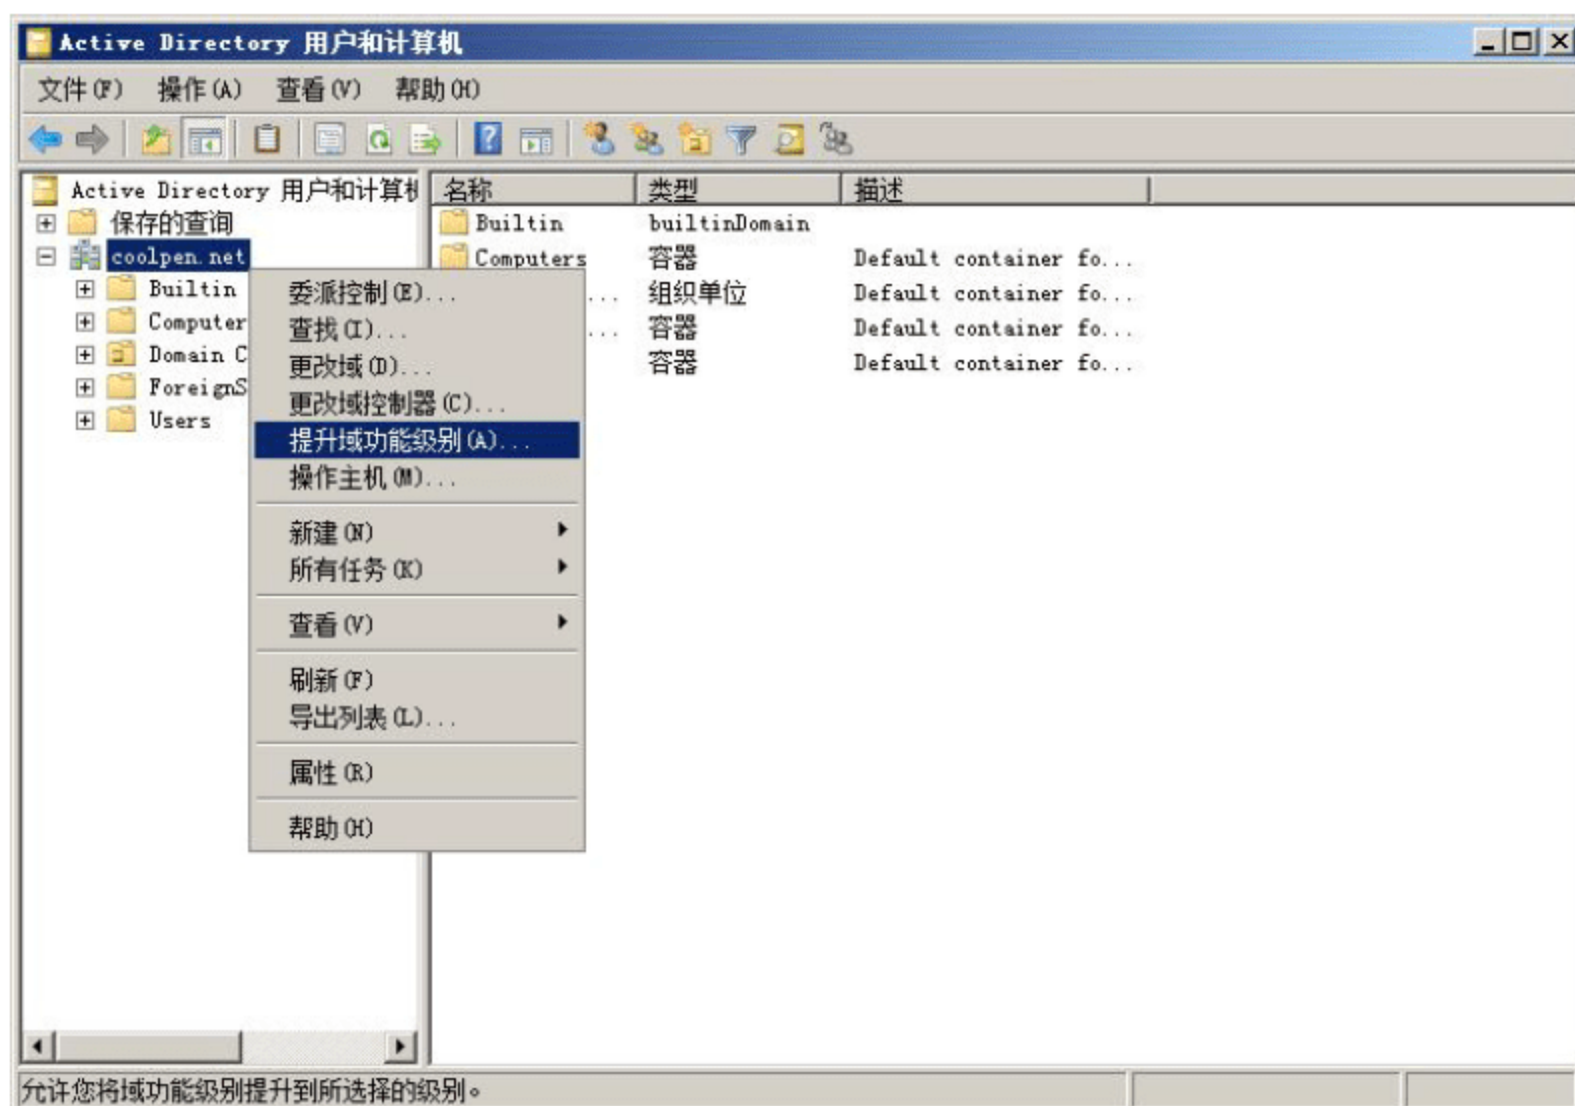 Active Directory 用户和计算机
文件(F) 操作(A) 查看(V) 帮助(H)
Active Directory 用户和计算机
保存的查询
coolpen.net
Builtin
Computer
Domain C
ForeignS
Users
名称 类型 描述
Builtin builtinDomain
Computers 容器 Default container fo...
... 组织单位 Default container fo...
... 容器 Default container fo...
容器 Default container fo...
委派控制(E)...
查找(I)...
更改域(D)...
更改域控制器(C)...
提升域功能级别(A)...
操作主机(M)...
新建(N)
所有任务(K)
查看(V)
刷新(F)
导出列表(L)...
属性(R)
帮助(H)
允许您将域功能级别提升到所选择的级别。